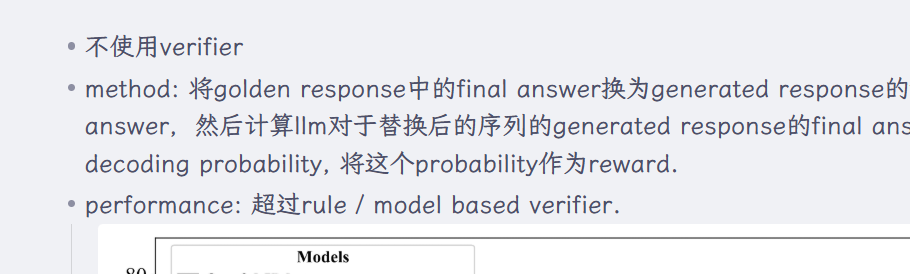 不使用verifier
method: 将golden response中的final answer换为generated response的
answer，然后计算llm对于替换后的序列的generated response的final ans
decoding probability, 将这个probability作为reward.
performance: 超过rule / model based verifier.
Models
80